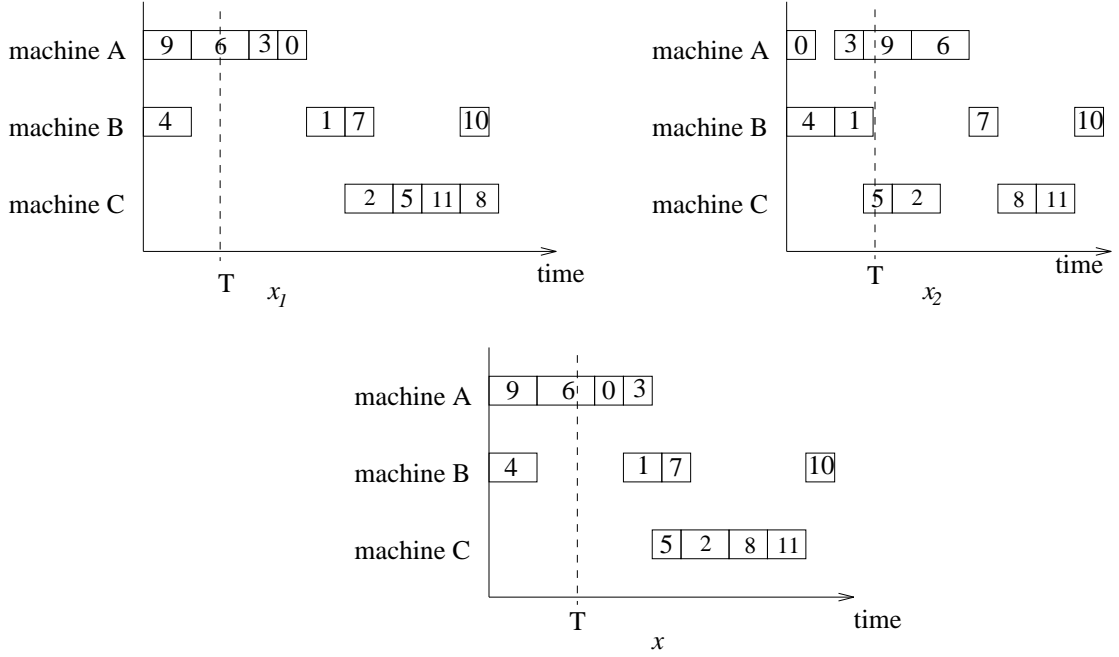 machine A 9 6 3 0
machine B 4 1 7 10
machine C 2 5 11 8
time
T
x1
machine A 0 3 9 6
machine B 4 1 7 10
machine C 5 2 8 11
time
T
x2
machine A 9 6 0 3
machine B 4 1 7 10
machine C 5 2 8 11
time
T
x